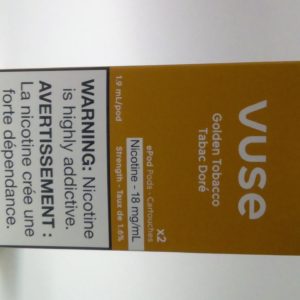 vuse
Golden Tobacco
Tabac Doré
x2
ePod Pods - Cartouches
Nicotine - 18 mg/mL
Strength - Taux de 1.6%
1.9 mL/pod
WARNING: Nicotine
is highly addictive.
AVERTISSEMENT :
La nicotine crée une
forte dépendance.